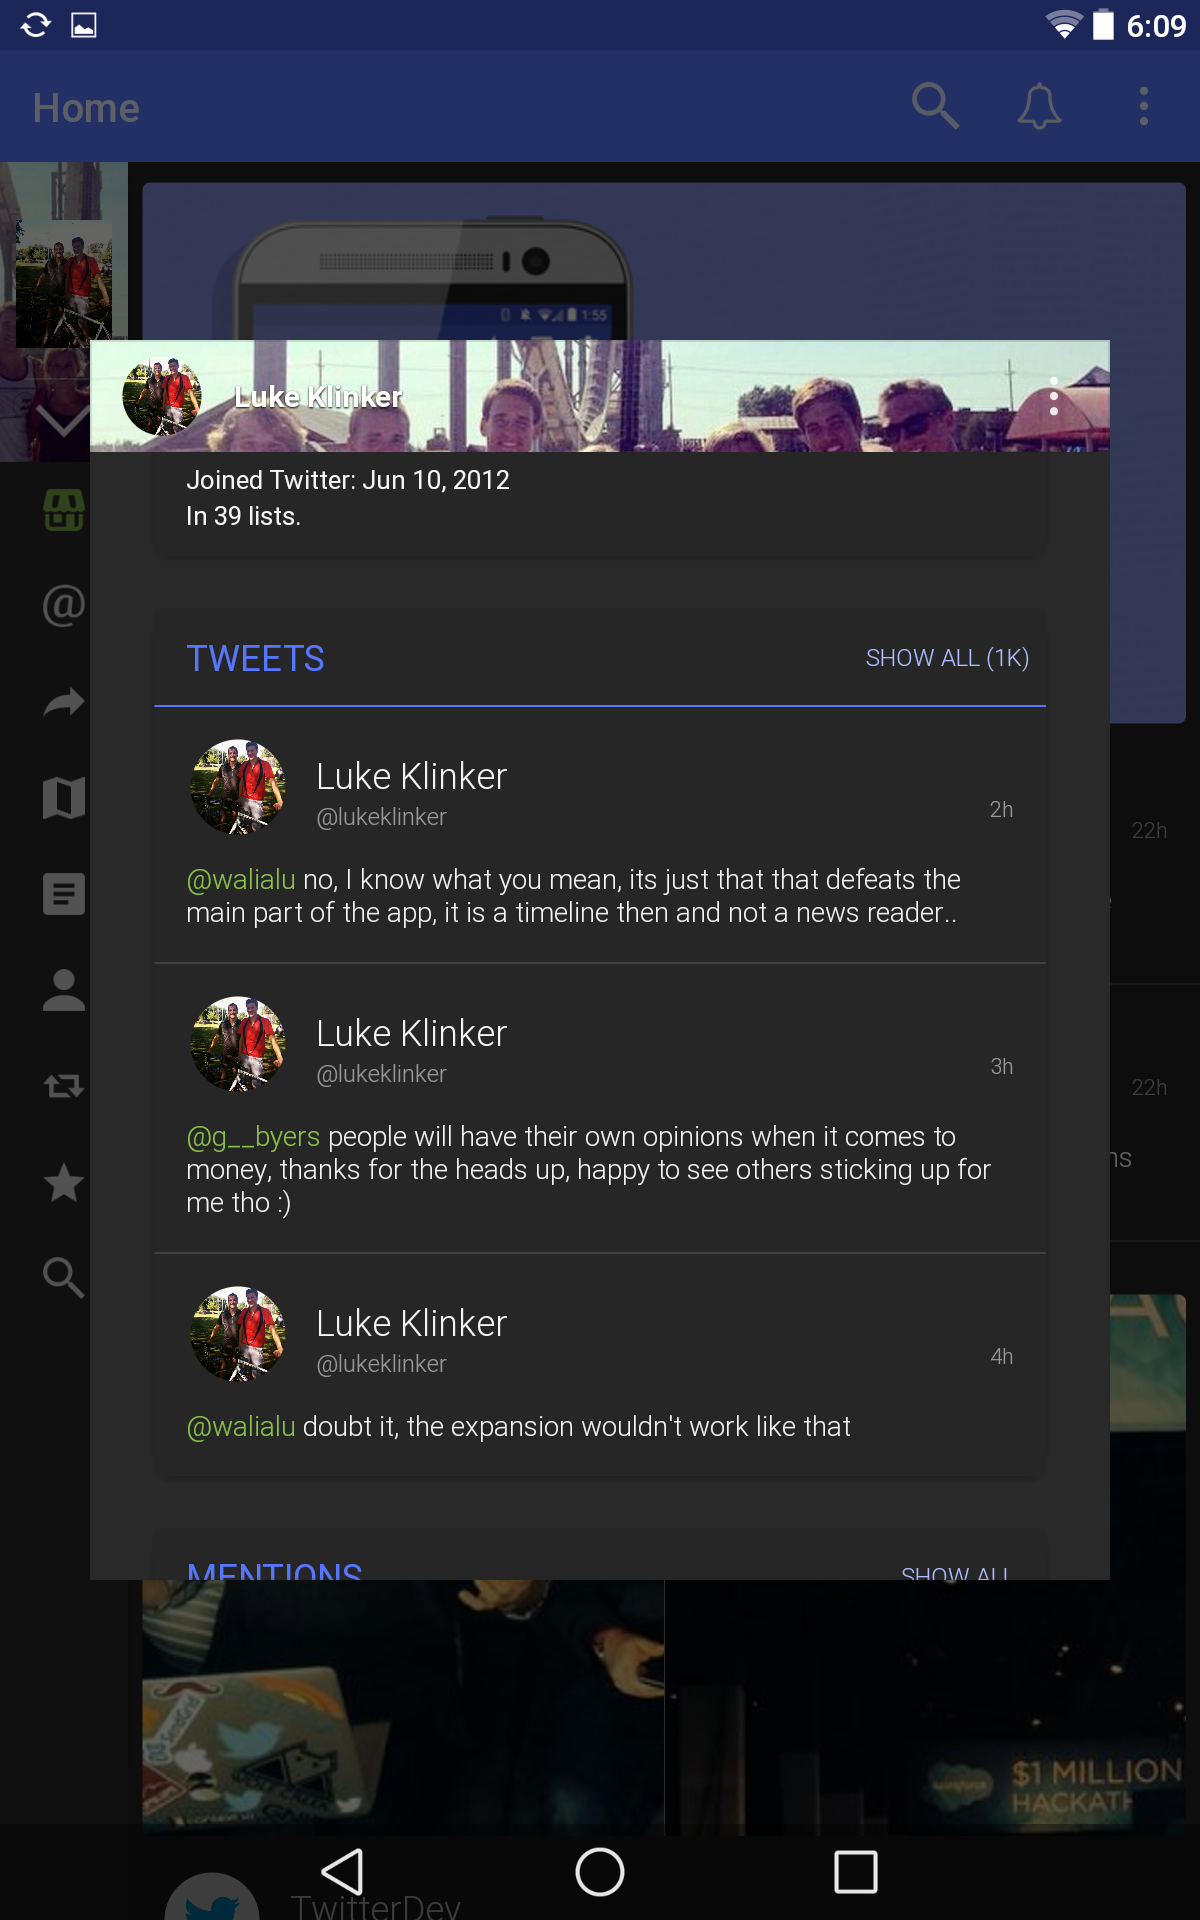 6:09
Home
1:55
Luke Klinker
Joined Twitter: Jun 10, 2012
In 39 lists.
TWEETS
SHOW ALL (1K)
Luke Klinker
@lukeklinker
2h
@walialu no, I know what you mean, its just that that defeats the
main part of the app, it is a timeline then and not a news reader..
22h
Luke Klinker
@lukeklinker
3h
@g__byers people will have their own opinions when it comes to
money, thanks for the heads up, happy to see others sticking up for
me tho :)
22h
ns
Luke Klinker
@lukeklinker
4h
@walialu doubt it, the expansion wouldn't work like that
MENTIONS
SHOW ALL
$1 MILLION
HACKATH
TwitterDev